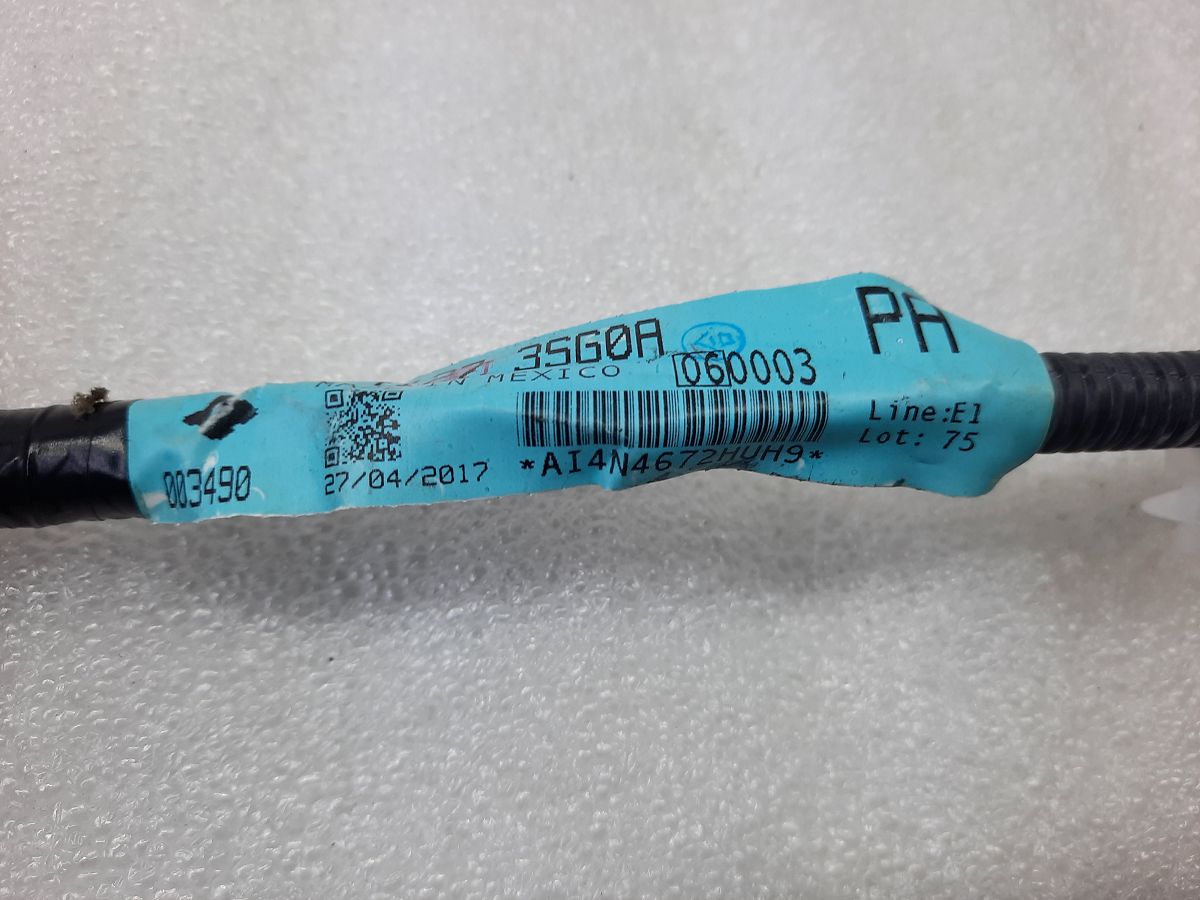 3SG0A
PA
MEXICO
060003
Line:E1
Lot: 75
003490
27/04/2017
*AI4N4672HUH9*